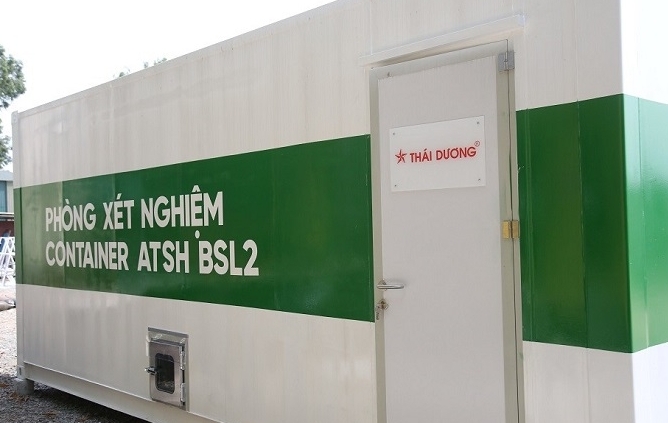 PHÒNG XÉT NGHIỆM
CONTAINER ATSH BSL2
THÁI DƯƠNG®